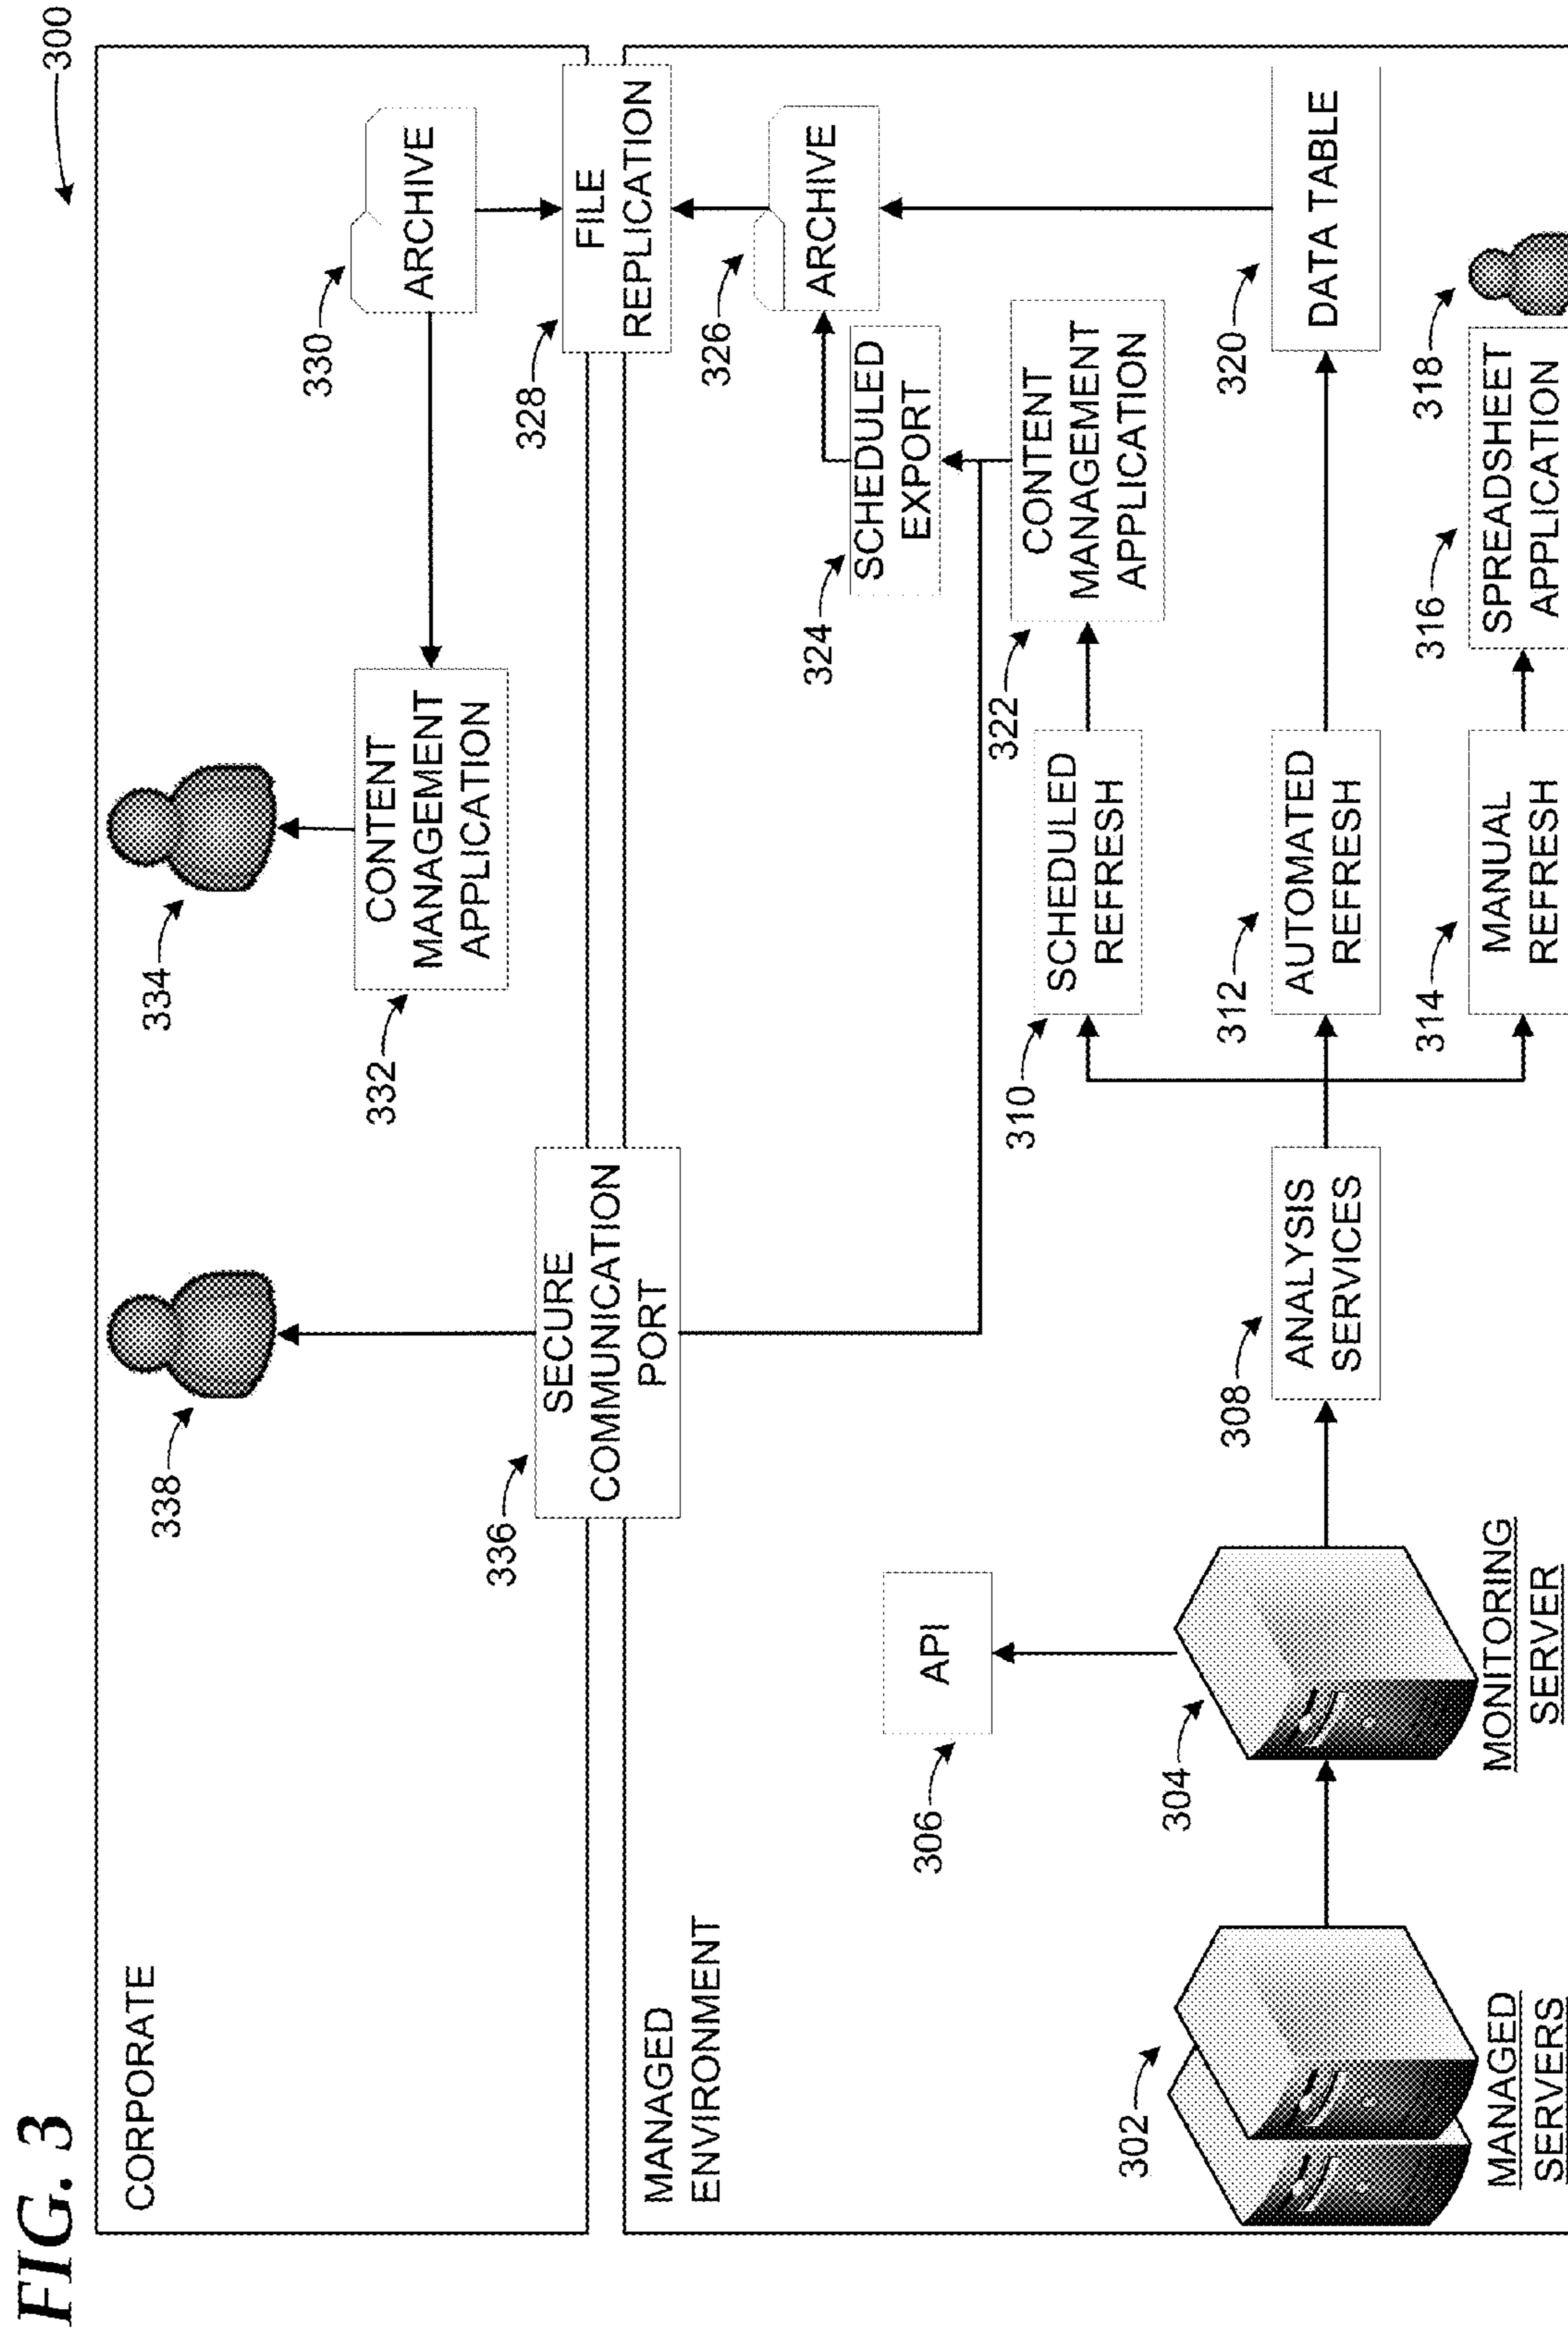 FIG. 3
300
CORPORATE
338
334
330
ARCHIVE
332
CONTENT
MANAGEMENT
APPLICATION
336
SECURE
COMMUNICATION
PORT
328
FILE
REPLICATION
MANAGED
ENVIRONMENT
326
ARCHIVE
324
SCHEDULED
EXPORT
306
API
322
CONTENT
MANAGEMENT
APPLICATION
310
SCHEDULED
REFRESH
302
MANAGED
SERVERS
304
MONITORING
SERVER
308
ANALYSIS
SERVICES
312
AUTOMATED
REFRESH
320
DATA TABLE
314
MANUAL
REFRESH
316
SPREADSHEET
APPLICATION
318